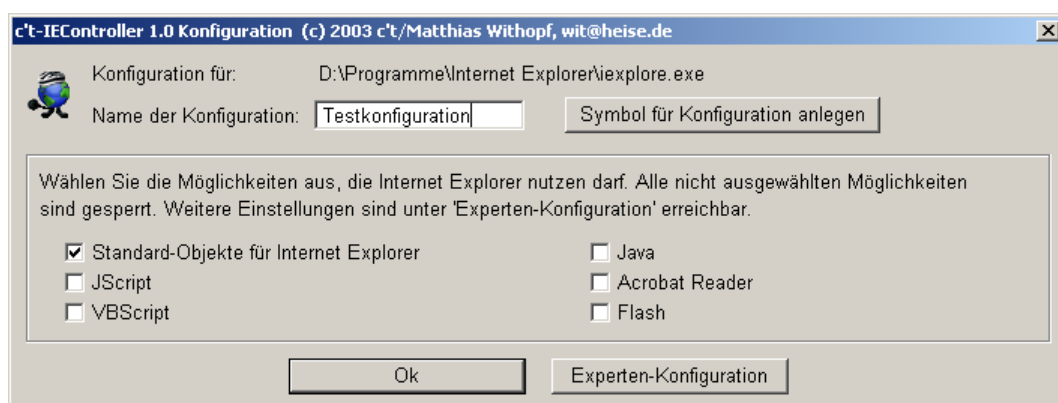 c't-IEController 1.0 Konfiguration (c) 2003 c't/Matthias Withopf, wit@heise.de
Konfiguration für: D:\Programme\Internet Explorer\iexplore.exe
Name der Konfiguration: Testkonfiguration Symbol für Konfiguration anlegen
Wählen Sie die Möglichkeiten aus, die Internet Explorer nutzen darf. Alle nicht ausgewählten Möglichkeiten
sind gesperrt. Weitere Einstellungen sind unter 'Experten-Konfiguration' erreichbar.
Standard-Objekte für Internet Explorer Java
JScript Acrobat Reader
VBScript Flash
Ok Experten-Konfiguration